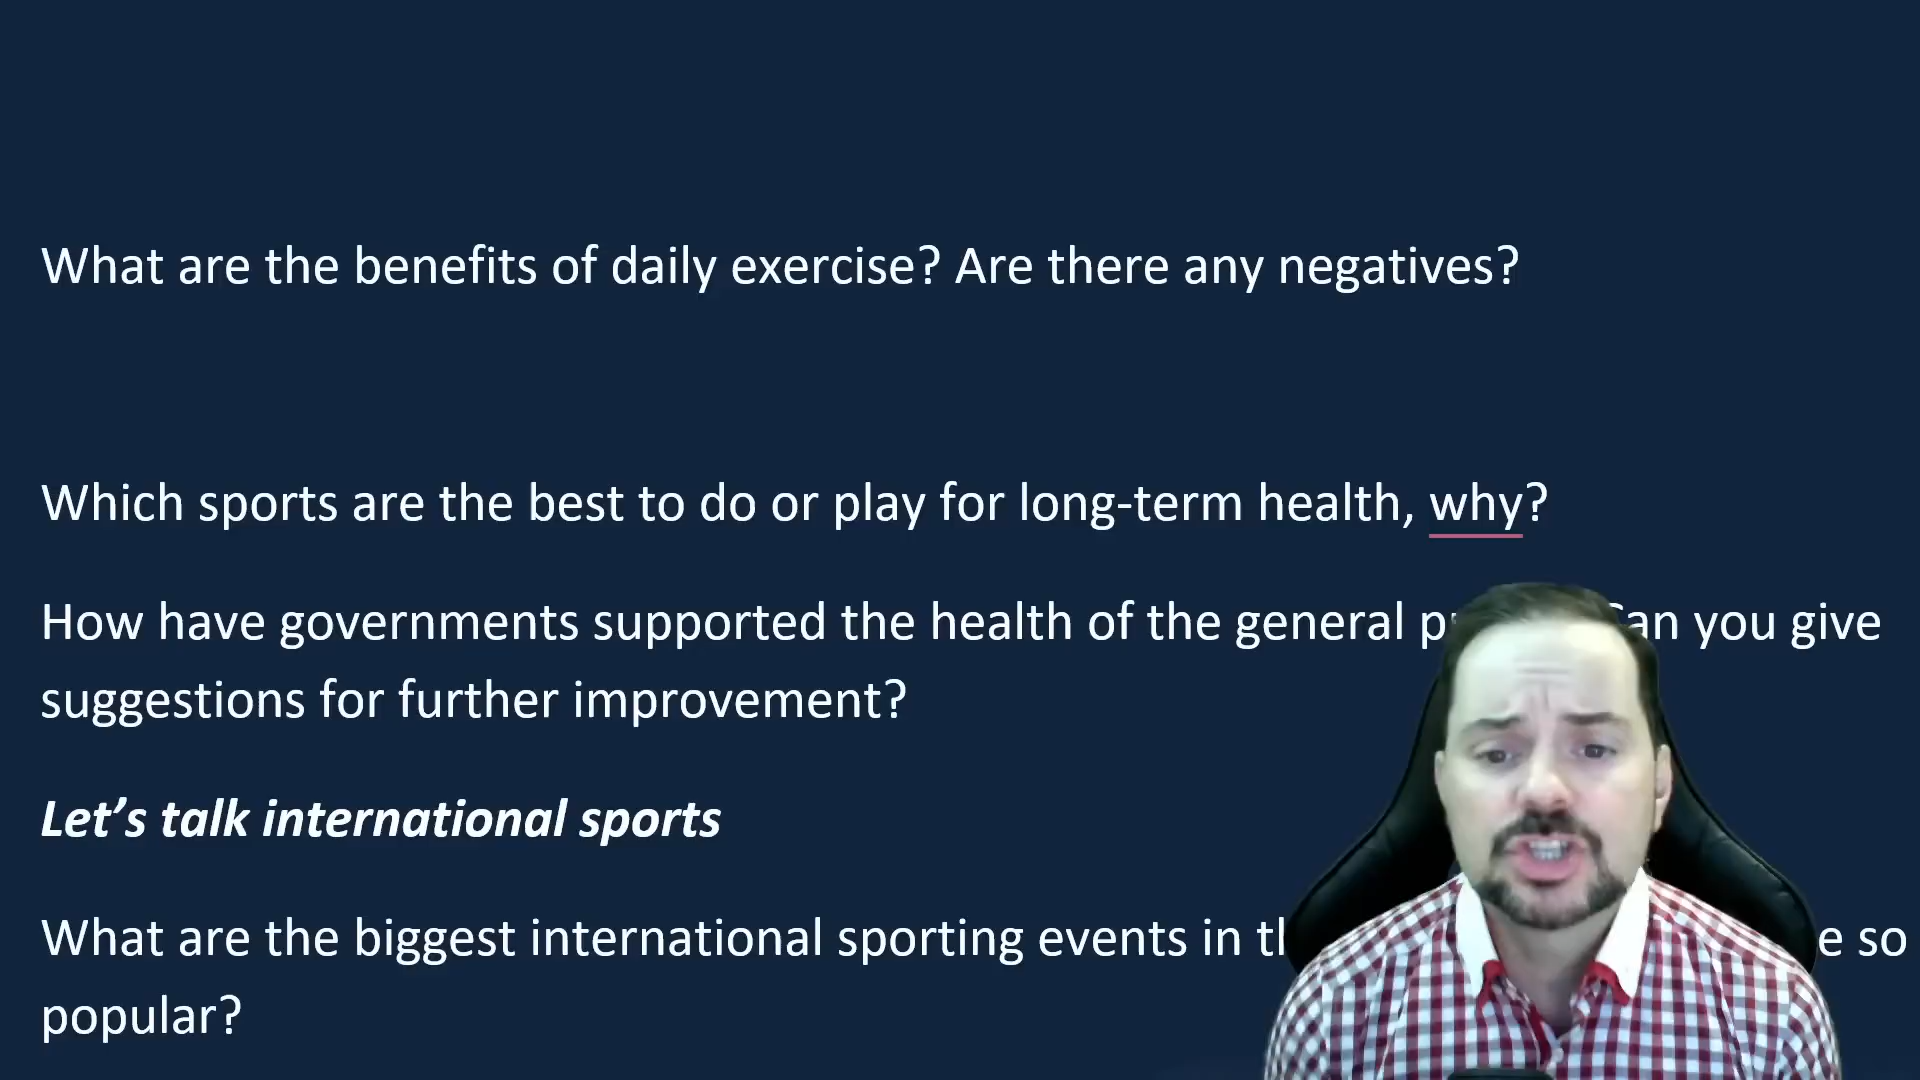 What are the benefits of daily exercise? Are there any negatives?
Which sports are the best to do or play for long-term health, why?
How have governments supported the health of the general Can you give
suggestions for further improvement?
Let’s talk international sports
What are the biggest international sporting events in so
popular?